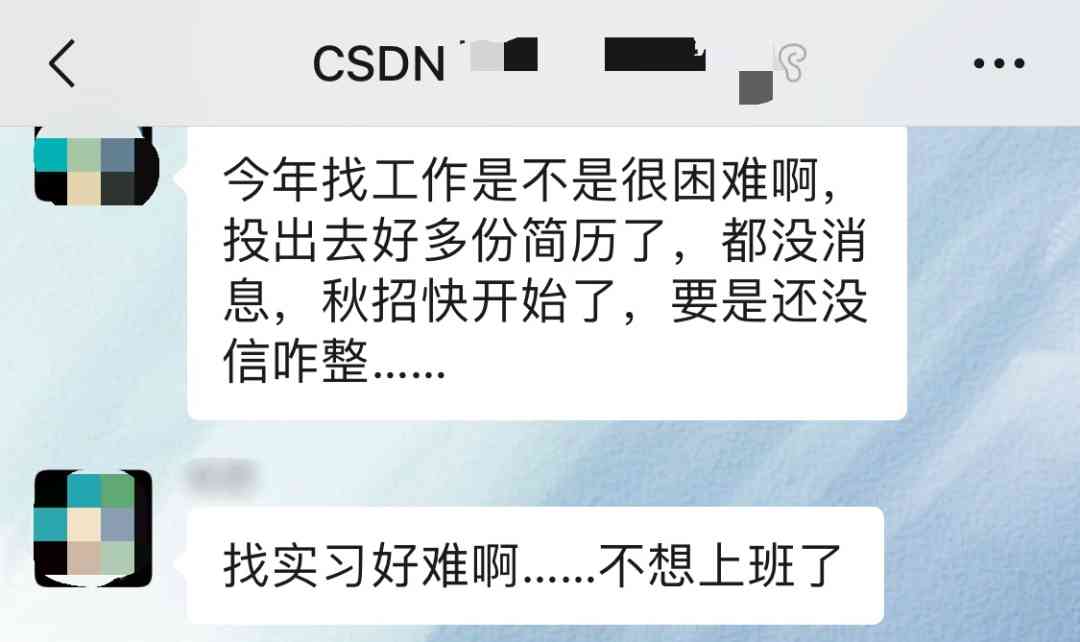 CSDN
今年找工作是不是很困难啊，
投出去好多份简历了，都没消
息，秋招快开始了，要是还没
信咋整……
找实习好难啊……不想上班了